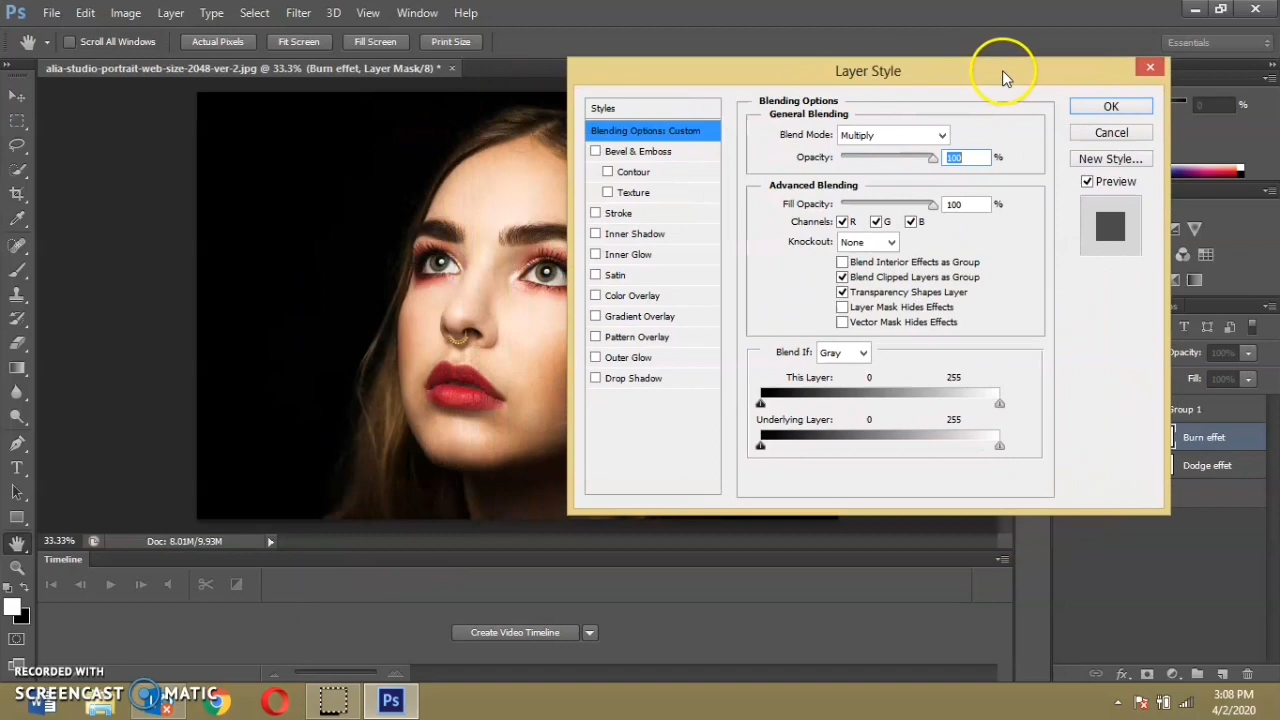 Ps File Edit Image Layer Type Select Filter 3D View Window Help
Scroll All Windows Actual Pixels Fit Screen Fill Screen Print Size Essentials
alia-studio-portrait-web-size-2048-ver-2.jpg @ 33.3% (Burn effet, Layer Mask/8) *
Layer Style
Styles
Blending Options: Custom
Bevel & Emboss
Contour
Texture
Stroke
Inner Shadow
Inner Glow
Satin
Color Overlay
Gradient Overlay
Pattern Overlay
Outer Glow
Drop Shadow
Blending Options
General Blending
Blend Mode: Multiply
Opacity: 100 %
Advanced Blending
Fill Opacity: 100 %
Channels: R G B
Knockout: None
Blend Interior Effects as Group
Blend Clipped Layers as Group
Transparency Shapes Layer
Layer Mask Hides Effects
Vector Mask Hides Effects
Blend If: Gray
This Layer: 0 255
Underlying Layer: 0 255
OK
Cancel
New Style...
Preview
0 %
Opacity: 100%
Fill: 100%
Group 1
Burn effet
Dodge effet
33.33% Doc: 8.01M/9.93M
Timeline
Create Video Timeline
RECORDED WITH
SCREENCAST MATIC
Ps
3:08 PM
4/2/2020